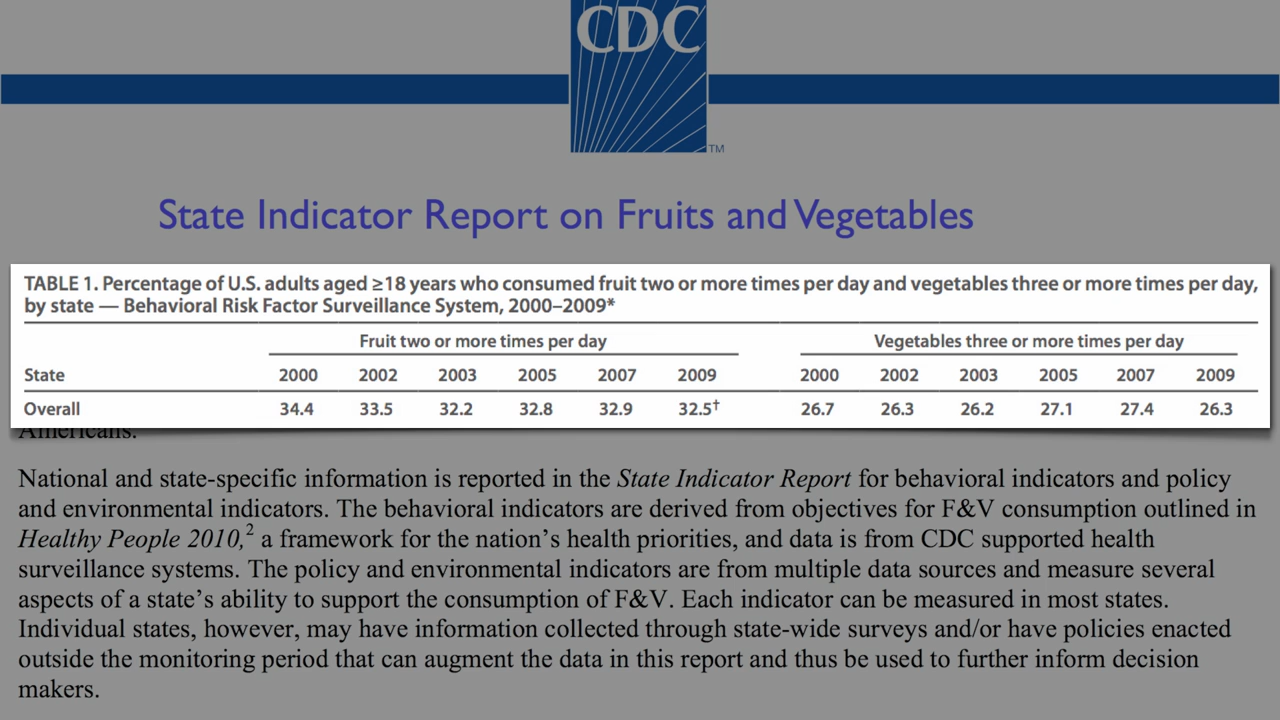 CDC
TM
State Indicator Report on Fruits and Vegetables
TABLE 1. Percentage of U.S. adults aged ≥18 years who consumed fruit two or more times per day and vegetables three or more times per day,
by state — Behavioral Risk Factor Surveillance System, 2000–2009*
Fruit two or more times per day Vegetables three or more times per day
State 2000 2002 2003 2005 2007 2009 2000 2002 2003 2005 2007 2009
Overall 34.4 33.5 32.2 32.8 32.9 32.5† 26.7 26.3 26.2 27.1 27.4 26.3
Americans.
National and state-specific information is reported in the State Indicator Report for behavioral indicators and policy
and environmental indicators. The behavioral indicators are derived from objectives for F&V consumption outlined in
Healthy People 2010,2 a framework for the nation's health priorities, and data is from CDC supported health
surveillance systems. The policy and environmental indicators are from multiple data sources and measure several
aspects of a state's ability to support the consumption of F&V. Each indicator can be measured in most states.
Individual states, however, may have information collected through state-wide surveys and/or have policies enacted
outside the monitoring period that can augment the data in this report and thus be used to further inform decision
makers.